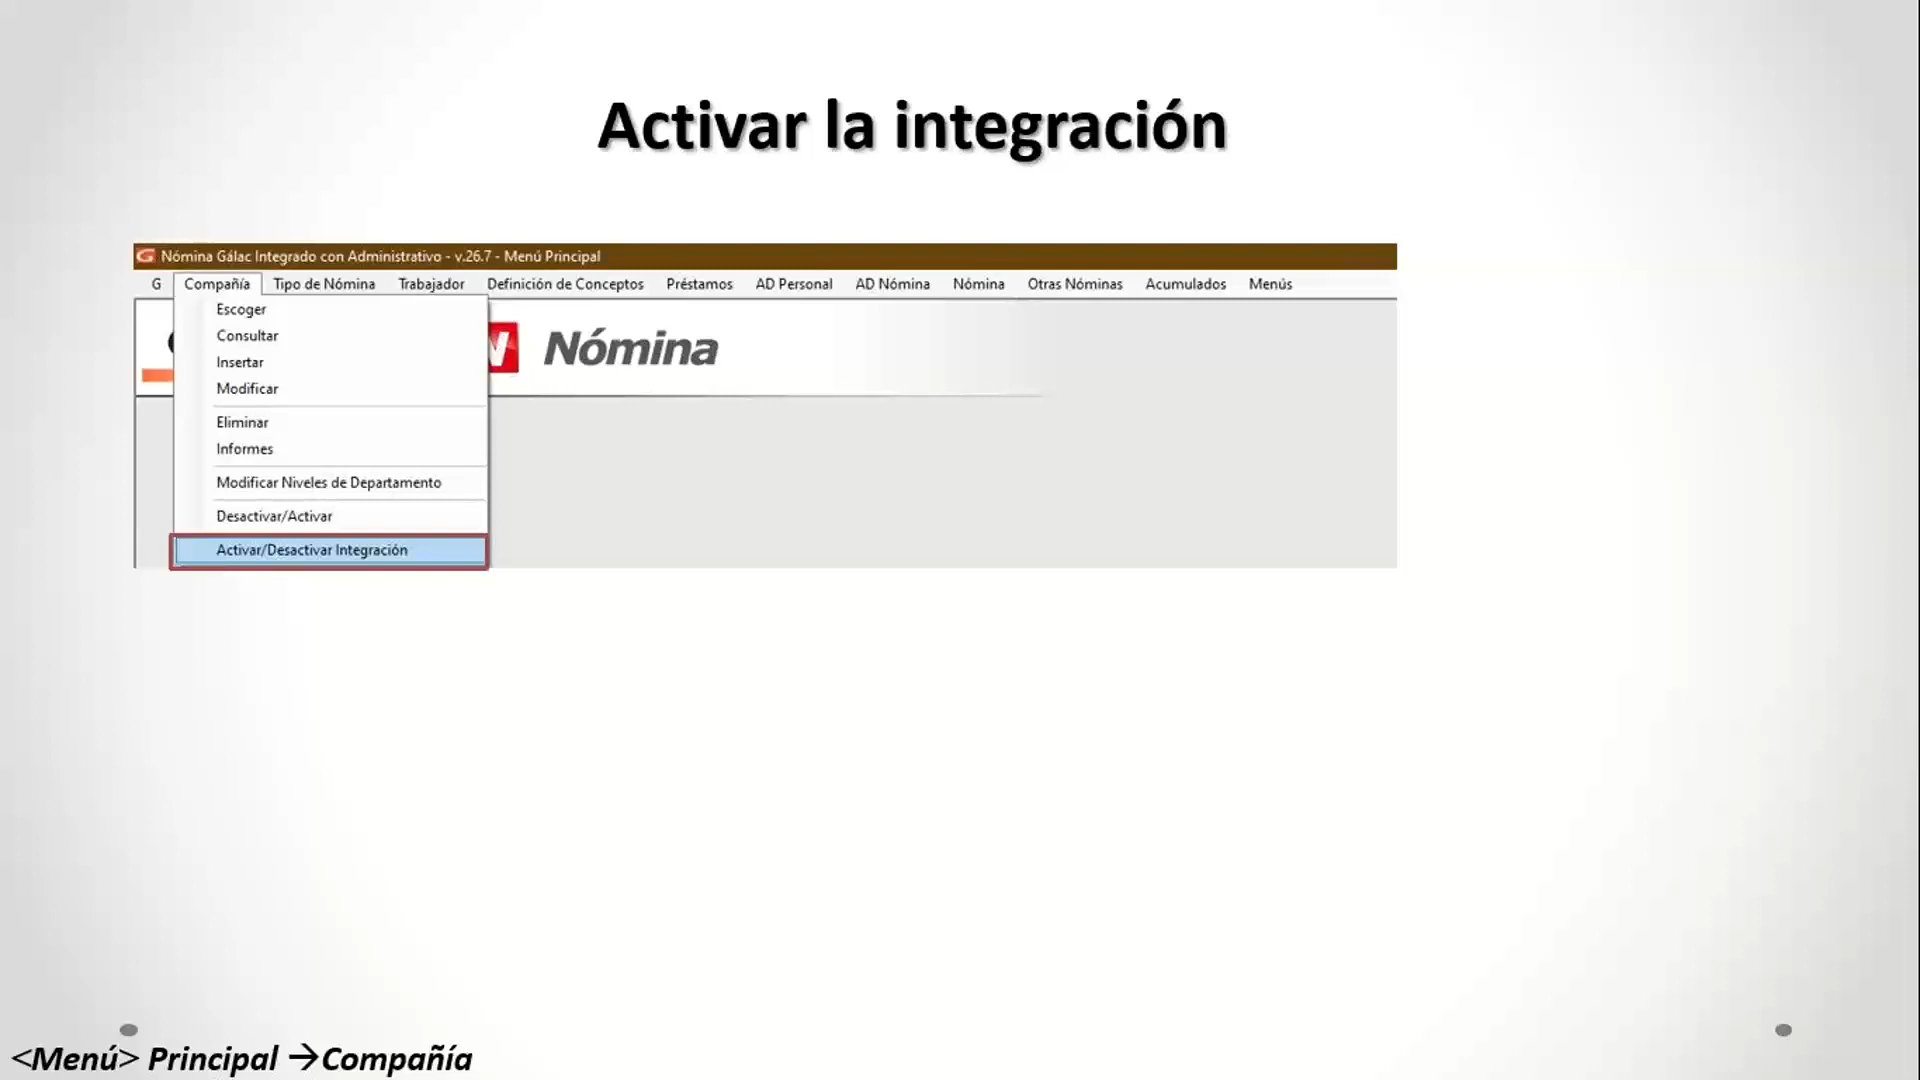 Activar la integración
Nómina Gálac Integrado con Administrativo - v.26.7 - Menú Principal
G Compañía Tipo de Nómina Trabajador Definición de Conceptos Préstamos AD Personal AD Nómina Nómina Otras Nóminas Acumulados Menús
Escoger
Consultar
Nómina
Insertar
Modificar
Eliminar
Informes
Modificar Niveles de Departamento
Desactivar/Activar
Activar/Desactivar Integración
<Menú> Principal →Compañía